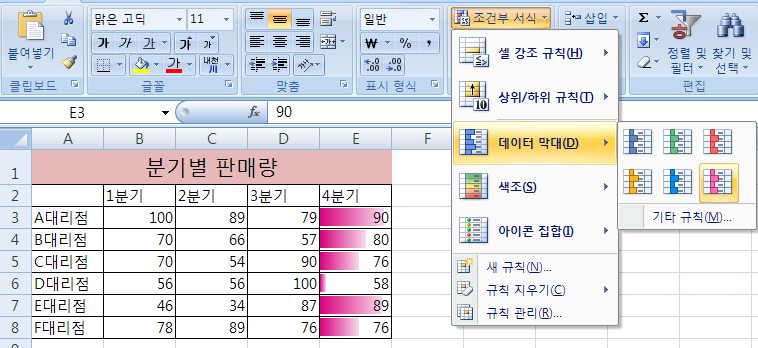 붙여넣기
클립보드
맑은 고딕 11
가 가 가 가 가
가 내천
글꼴
맞춤
일반
₩ % ,
.0 .00
.00 .0
표시 형식
조건부 서식
삽입
Σ
정렬 및 필터
찾기 및 선택
편집
셀 강조 규칙(H)
상위/하위 규칙(T)
데이터 막대(D)
색조(S)
아이콘 집합(I)
새 규칙(N)...
규칙 지우기(C)
규칙 관리(R)...
기타 규칙(M)...
E3 fx 90
A B C D E F
1 분기별 판매량
2 1분기 2분기 3분기 4분기
3 A대리점 100 89 79 90
4 B대리점 70 66 57 80
5 C대리점 70 54 90 76
6 D대리점 56 56 100 58
7 E대리점 46 34 87 89
8 F대리점 78 89 76 76